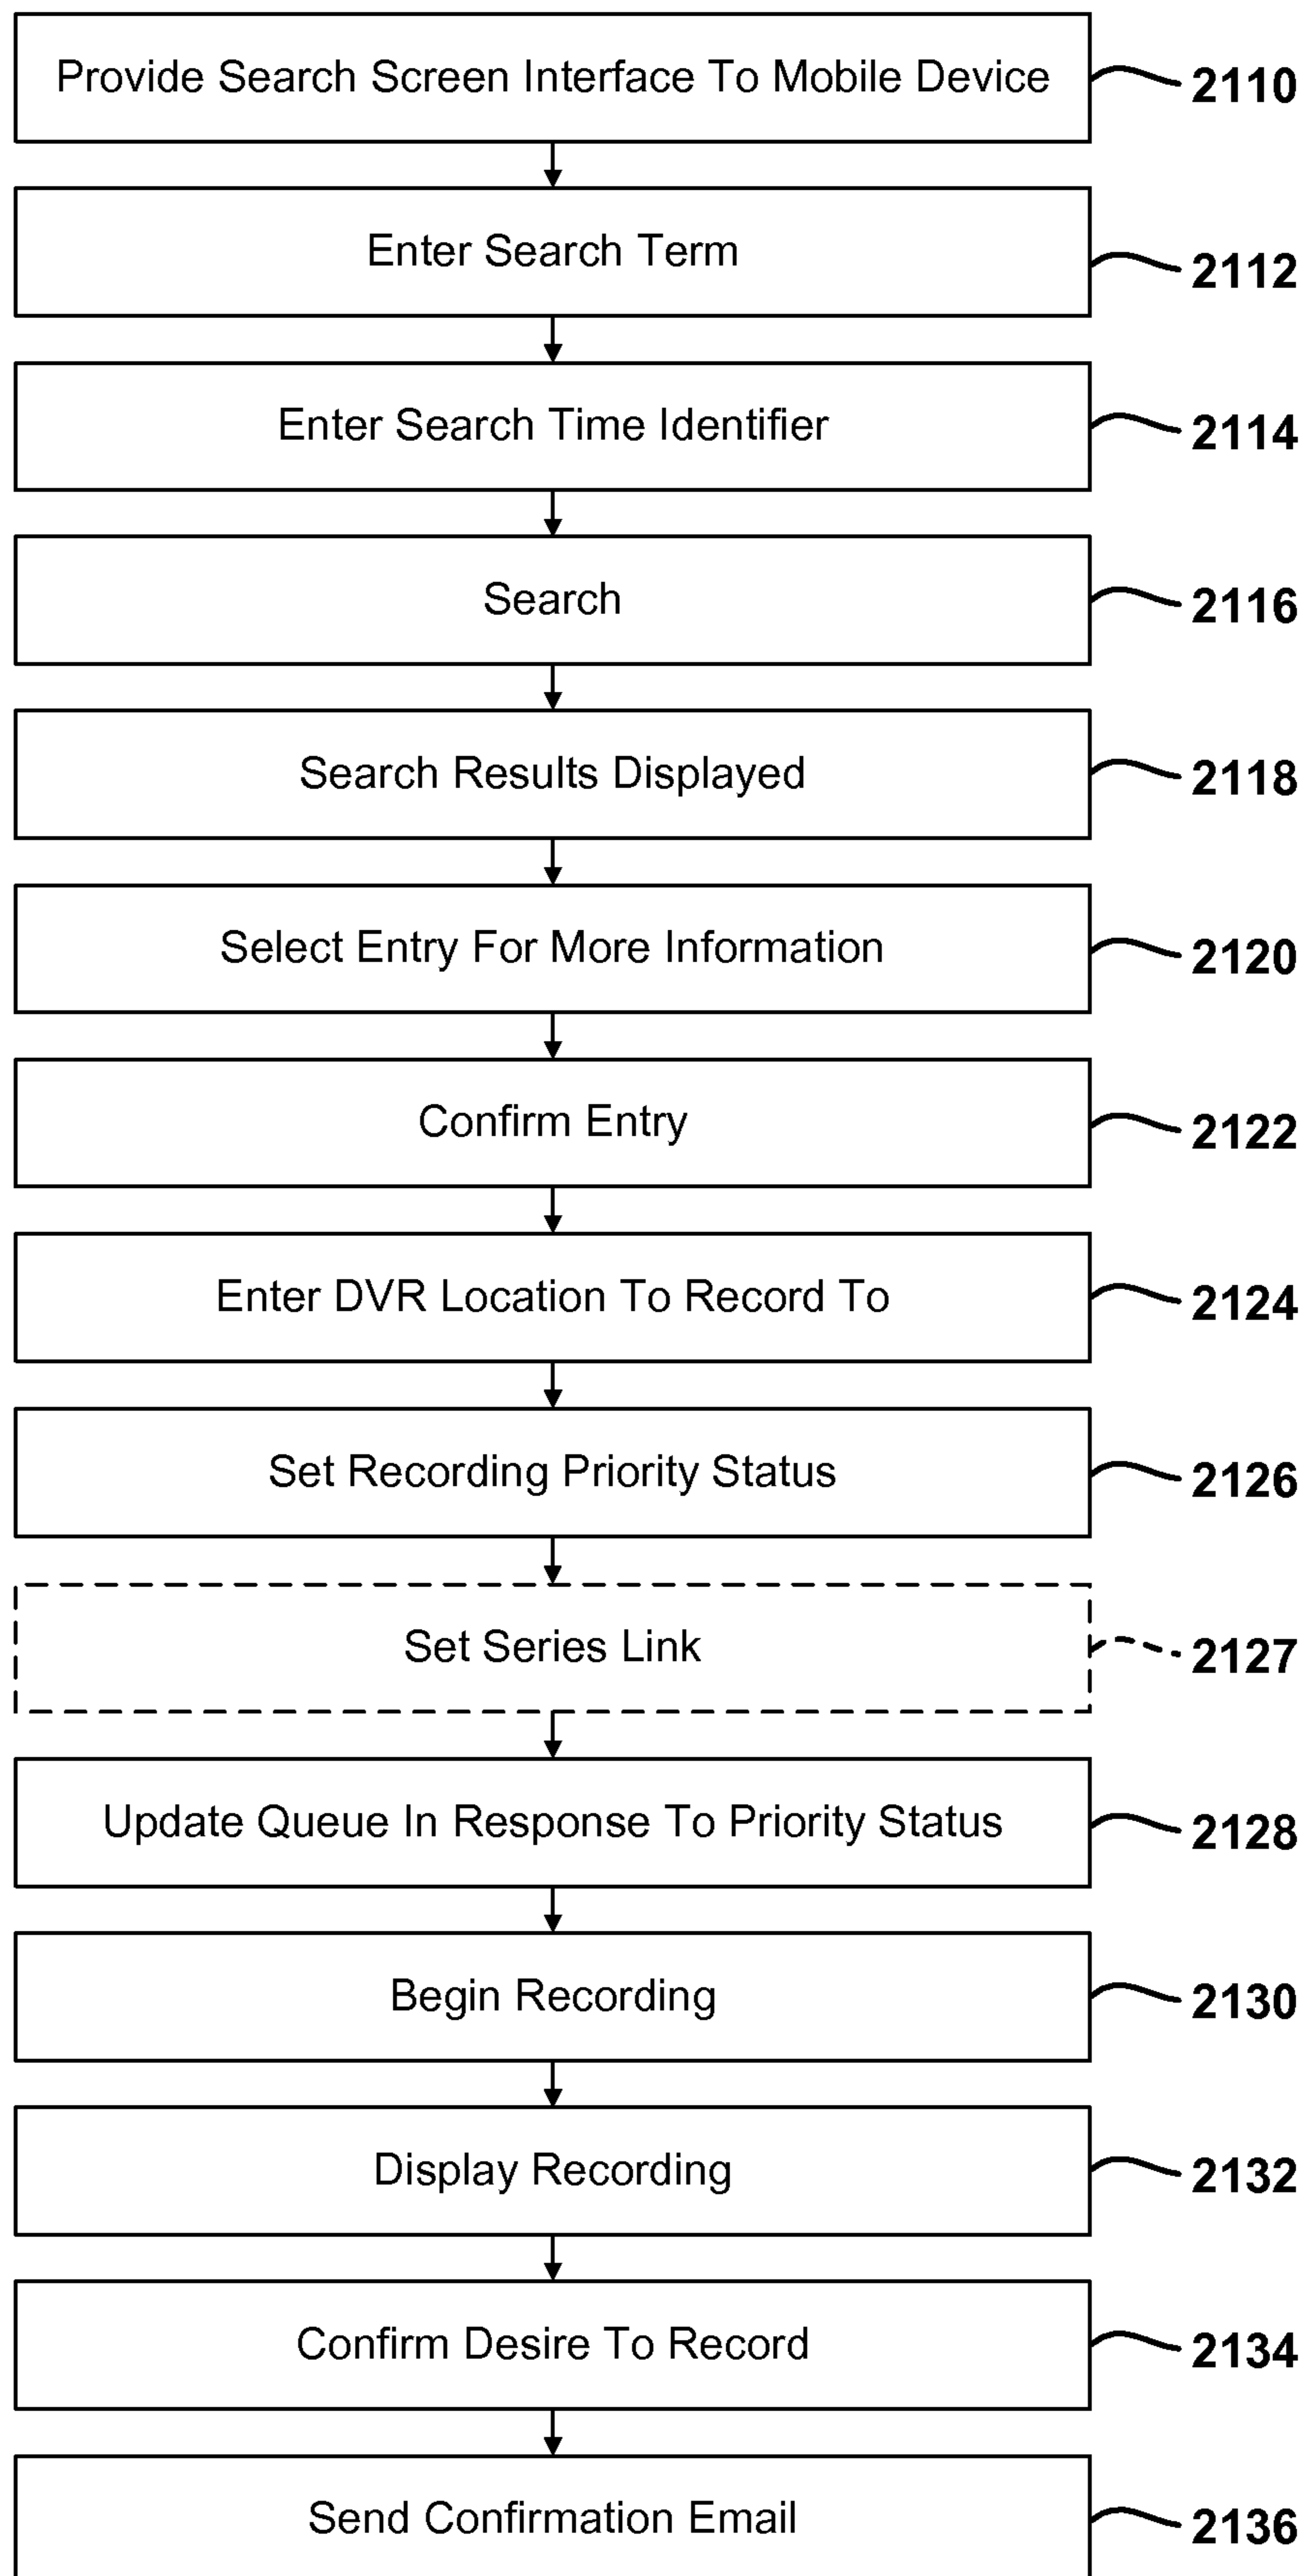 Provide Search Screen Interface To Mobile Device 2110
Enter Search Term 2112
Enter Search Time Identifier 2114
Search 2116
Search Results Displayed 2118
Select Entry For More Information 2120
Confirm Entry 2122
Enter DVR Location To Record To 2124
Set Recording Priority Status 2126
Set Series Link 2127
Update Queue In Response To Priority Status 2128
Begin Recording 2130
Display Recording 2132
Confirm Desire To Record 2134
Send Confirmation Email 2136